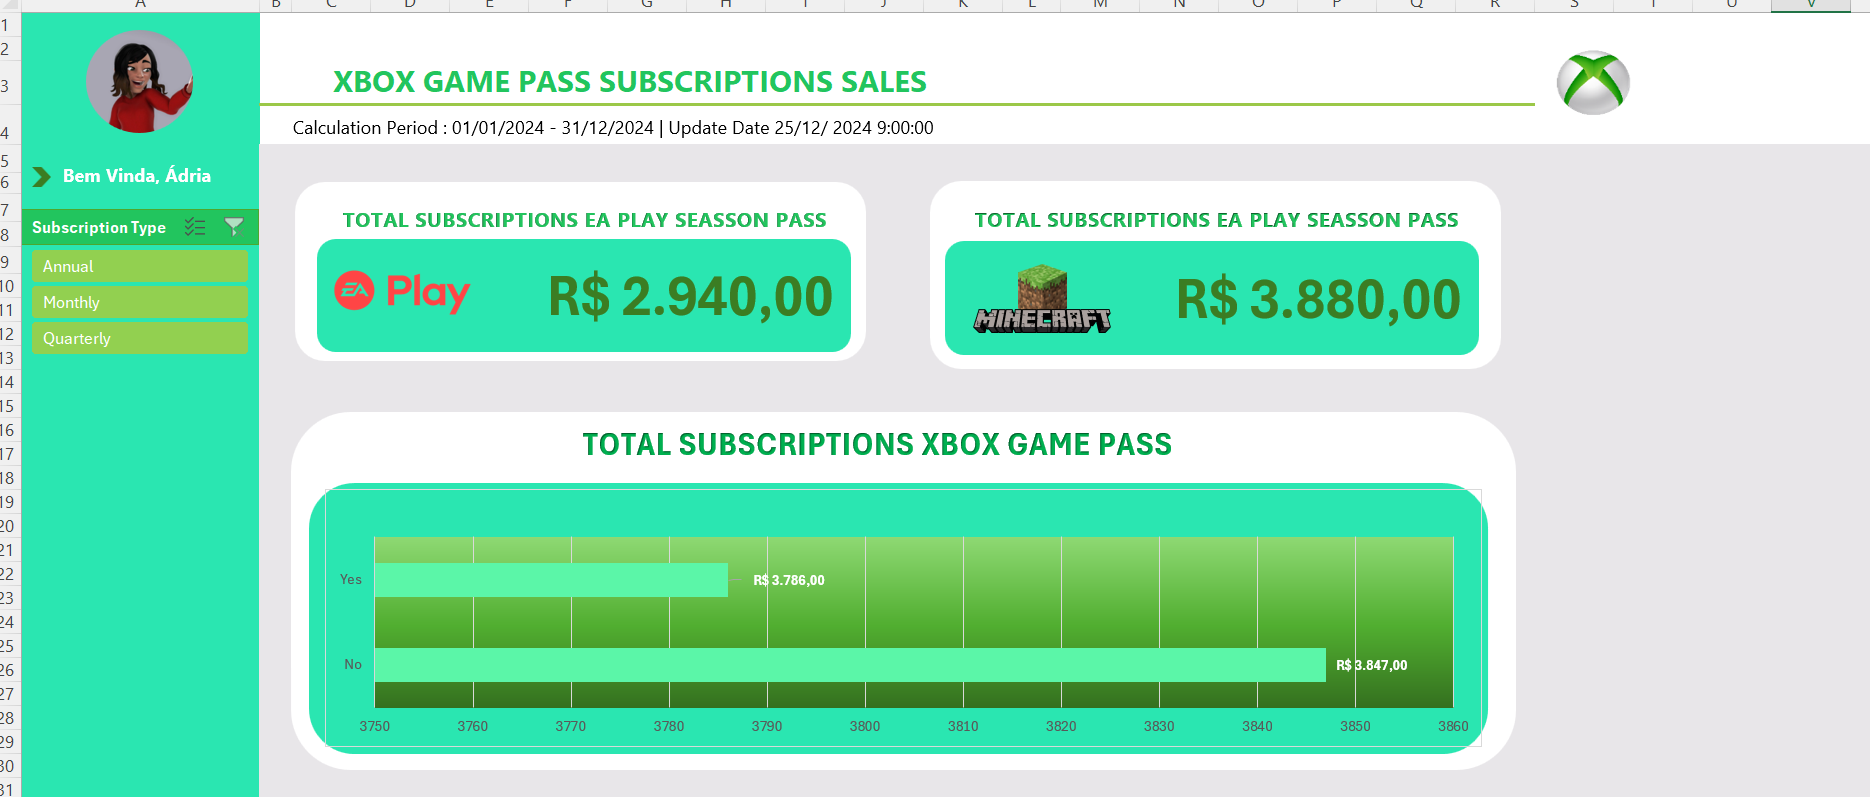 A B C D E F G H I J K L M N O P Q R S T U V
1
2
3
4
5
6
7
8
9
10
11
12
13
14
15
16
17
18
19
20
21
22
23
24
25
26
27
28
29
30
31
XBOX GAME PASS SUBSCRIPTIONS SALES
Calculation Period : 01/01/2024 - 31/12/2024 | Update Date 25/12/ 2024 9:00:00
Bem Vinda, Ádria
Subscription Type
Annual
Monthly
Quarterly
TOTAL SUBSCRIPTIONS EA PLAY SEASSON PASS
EA Play
R$ 2.940,00
TOTAL SUBSCRIPTIONS EA PLAY SEASSON PASS
MINECRAFT
R$ 3.880,00
TOTAL SUBSCRIPTIONS XBOX GAME PASS
Yes
R$ 3.786,00
No
R$ 3.847,00
3750 3760 3770 3780 3790 3800 3810 3820 3830 3840 3850 3860